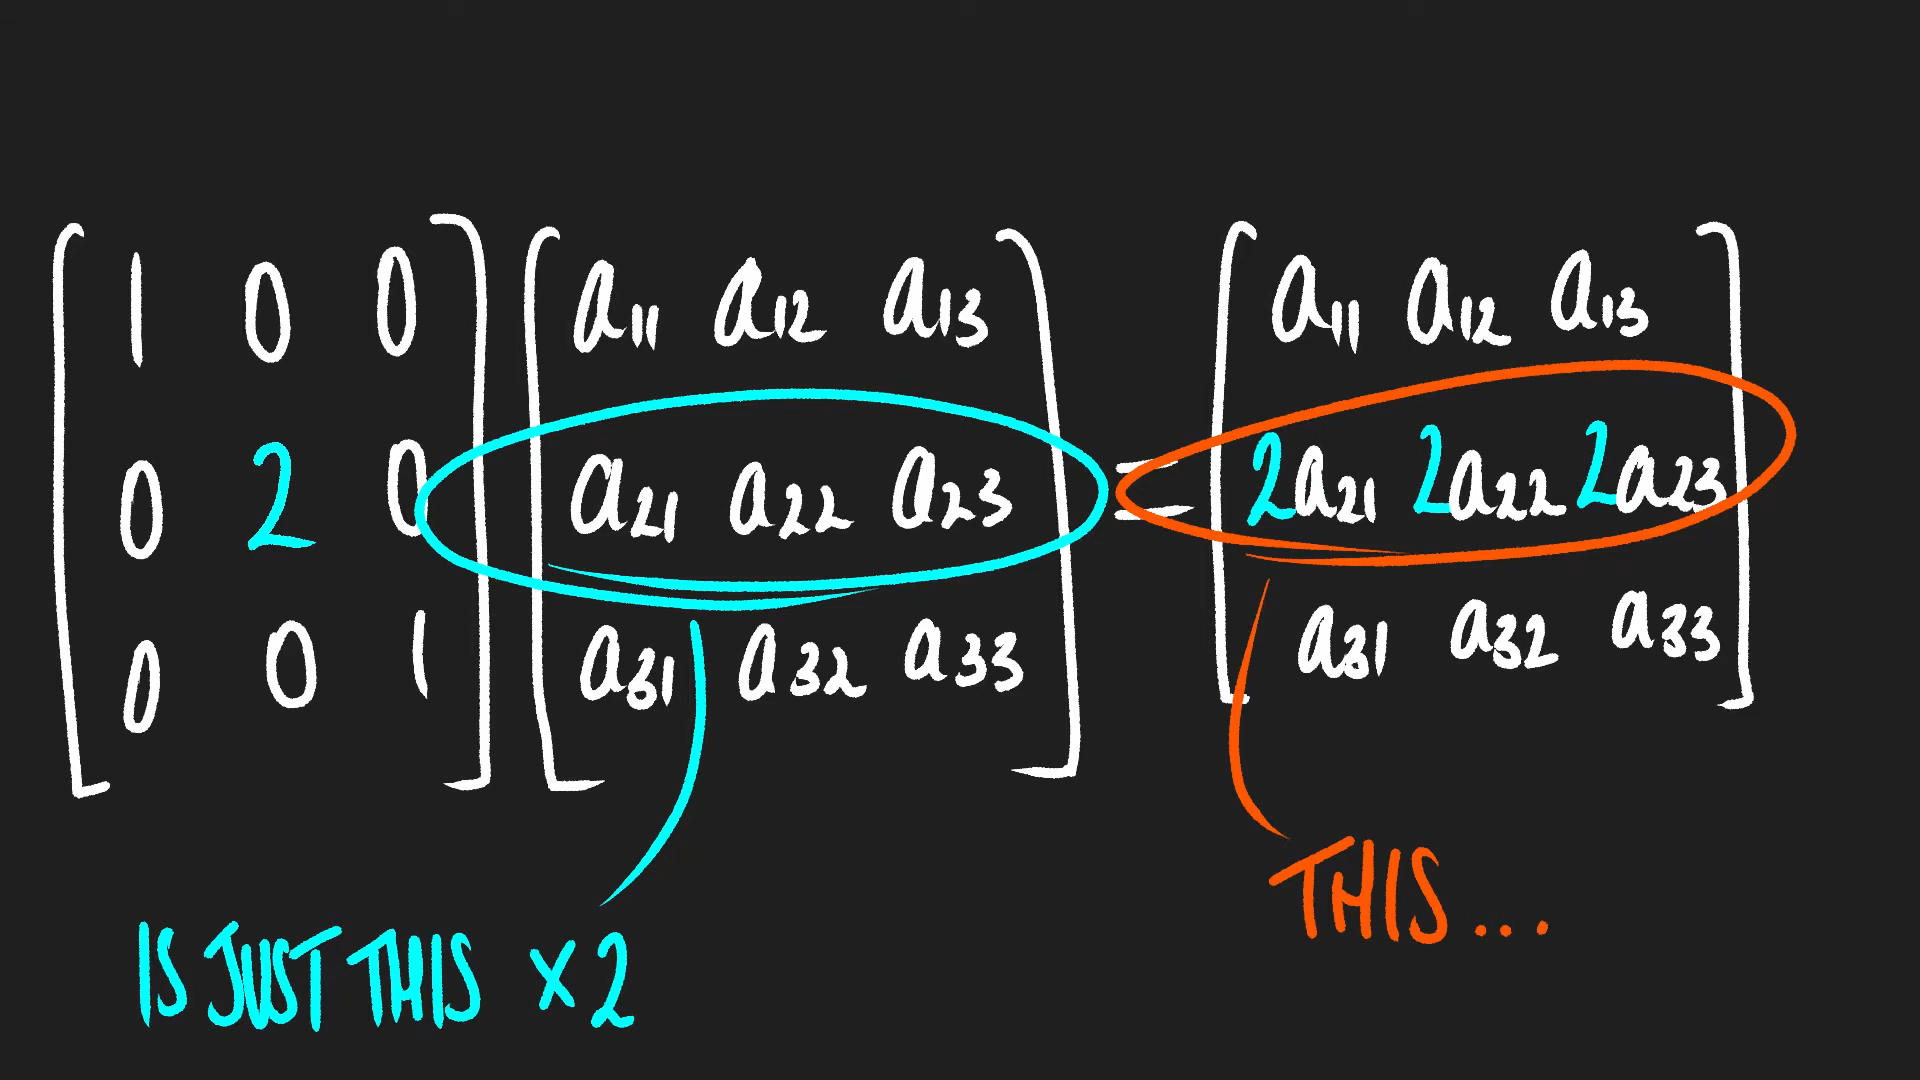 1 0 0 a11 a12 a13 a11 a12 a13
0 2 0 a21 a22 a23 = 2a21 2a22 2a23
0 0 1 a31 a32 a33 a31 a32 a33
THIS...
IS JUST THIS × 2